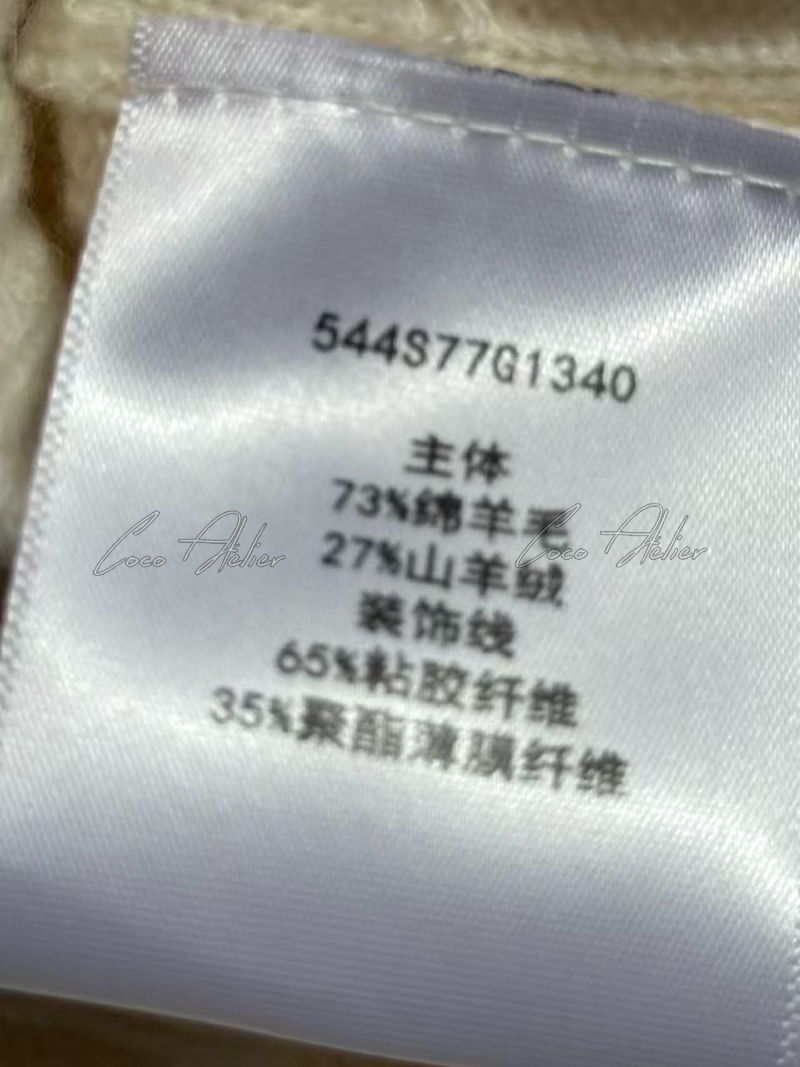 544S77G1340
主体
73%绵羊毛
27%山羊绒
Coco Atelier
Coco Atelier
装饰线
65%粘胶纤维
35%聚酯薄膜纤维